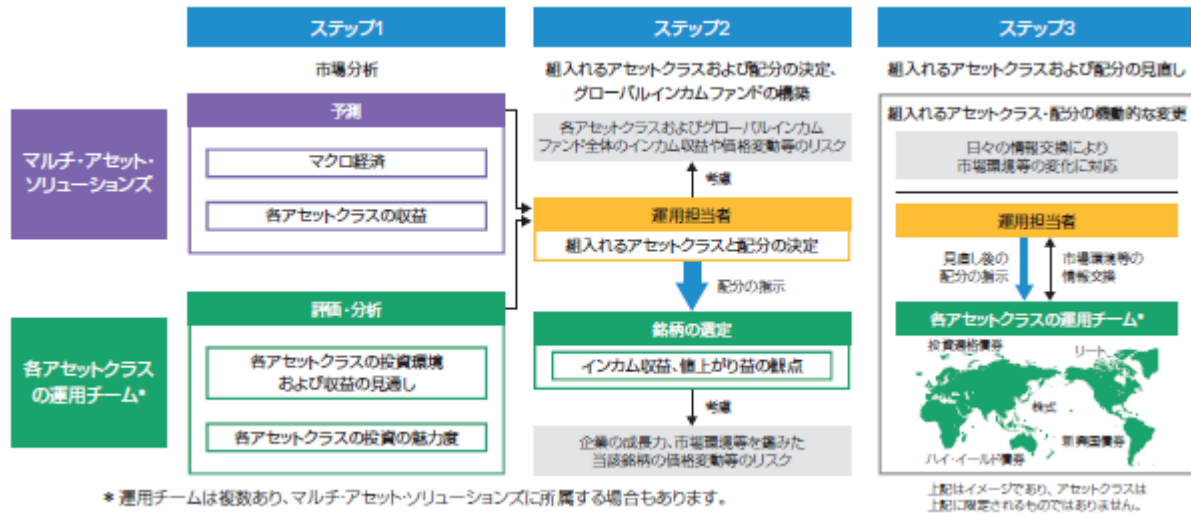 ステップ1
市場分析
マルチ・アセット・
ソリューションズ
予測
マクロ経済
各アセットクラスの収益
各アセットクラス
の運用チーム*
評価・分析
各アセットクラスの投資環境
および収益の見通し
各アセットクラスの投資の魅力度
ステップ2
組入れるアセットクラスおよび配分の決定、
グローバルインカムファンドの構築
各アセットクラスおよびグローバルインカム
ファンド全体のインカム収益や価格変動等のリスク
考慮
運用担当者
組入れるアセットクラスと配分の決定
配分の指示
銘柄の選定
インカム収益、値上がり益の観点
考慮
企業の成長力、市場環境等を鑑みた
当該銘柄の価格変動等のリスク
ステップ3
組入れるアセットクラスおよび配分の見直し
組入れるアセットクラス・配分の機動的な変更
日々の情報交換により
市場環境等の変化に対応
運用担当者
見直し後の
配分の指示
市場環境等の
情報交換
各アセットクラスの運用チーム*
投資適格債券
リート
株式
新興国債券
ハイ・イールド債券
上記はイメージであり、アセットクラスは
上記に限定されるものではありません。
* 運用チームは複数あり、マルチ・アセット・ソリューションズに所属する場合もあります。